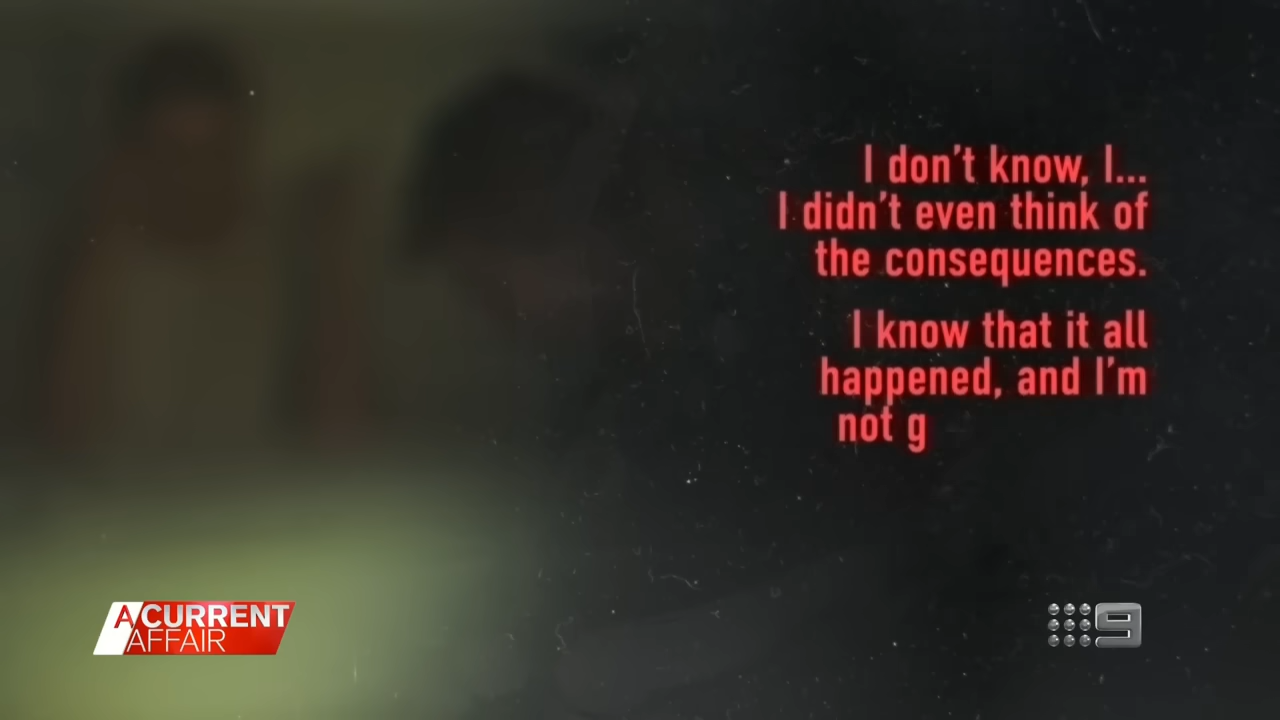 I don't know, I...
I didn't even think of
the consequences.
I know that it all
happened, and I'm
not g
A CURRENT
AFFAIR
9